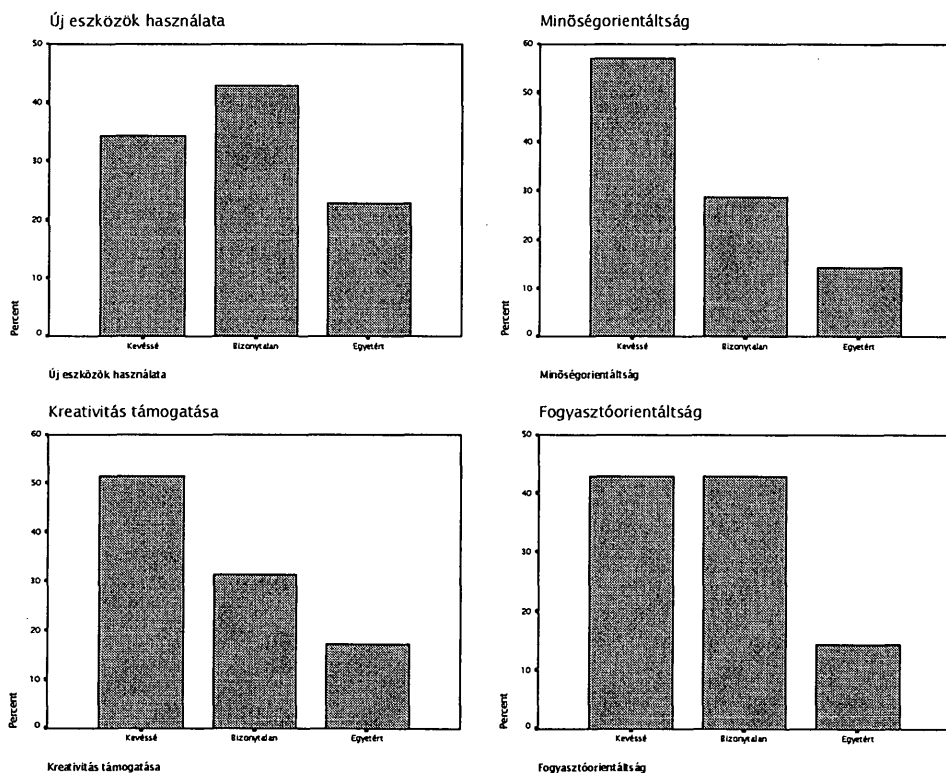 Új eszközök használata
50
40
30
20
10
0
Percent
Kevéssé Bizonytalan Egyetért
Új eszközök használata
Minőségorientáltság
60
50
40
30
20
10
0
Percent
Kevéssé Bizonytalan Egyetért
Minőségorientáltság
Kreativitás támogatása
60
50
40
30
20
10
0
Percent
Kevéssé Bizonytalan Egyetért
Kreativitás támogatása
Fogyasztóorientáltság
50
40
30
20
10
0
Percent
Kevéssé Bizonytalan Egyetért
Fogyasztóorientáltság